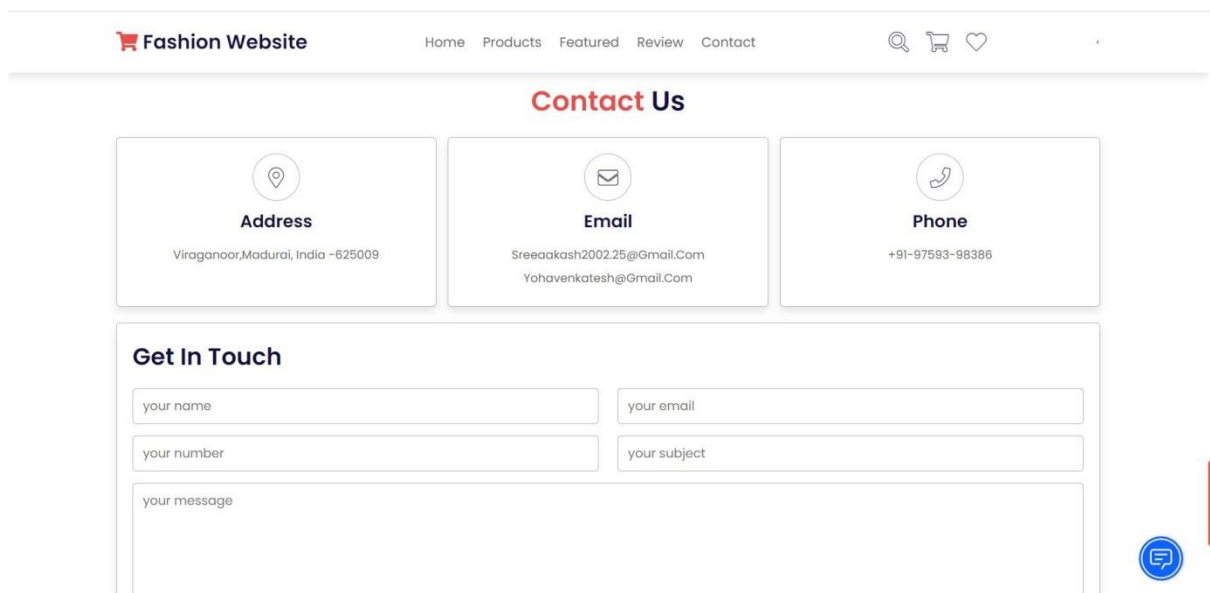 Fashion Website
Home Products Featured Review Contact
Contact Us
Address
Viraganoor,Madurai, India -625009
Email
Sreeaakash2002.25@Gmail.Com
Yohavenkatesh@Gmail.Com
Phone
+91-97593-98386
Get In Touch
your name
your email
your number
your subject
your message